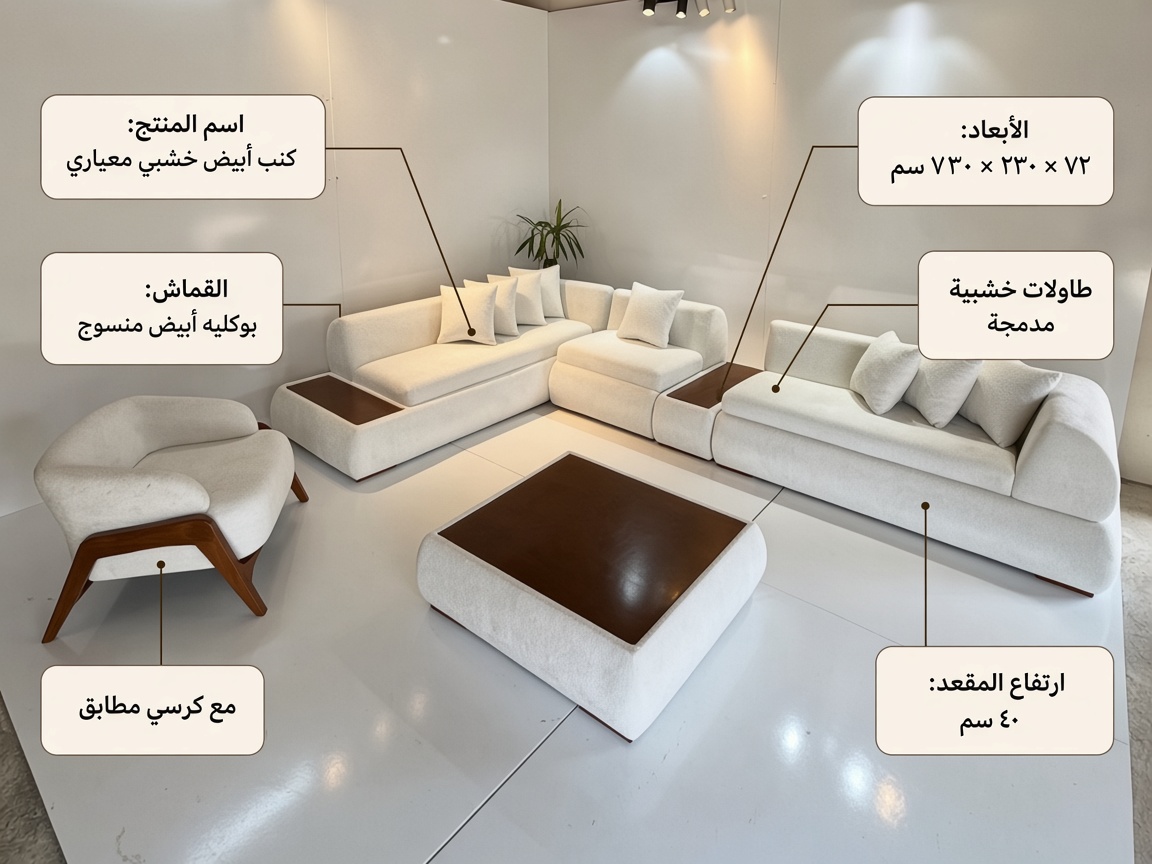 اسم المنتج:
كنب أبيض خشبي معياري
الأبعاد:
٧٢ × ٢٣٠ × ٧٣٠ سم
القماش:
بوكليه أبيض منسوج
طاولات خشبية
مدمجة
مع كرسي مطابق
ارتفاع المقعد:
٤٠ سم